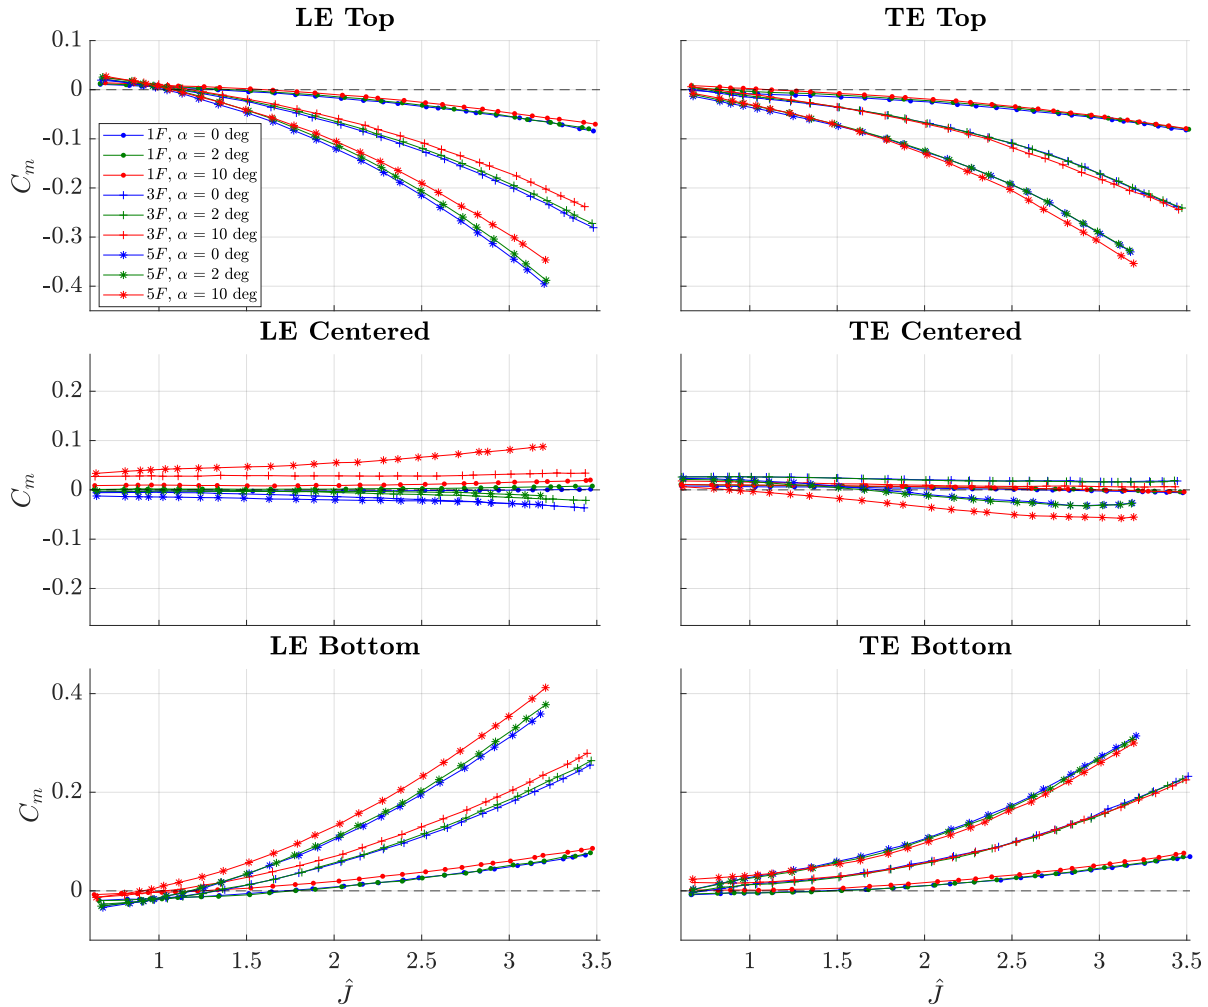 LE Top
TE Top
0.1
0
-0.1
-0.2
-0.3
-0.4
C_m
1F, α = 0 deg
1F, α = 2 deg
1F, α = 10 deg
3F, α = 0 deg
3F, α = 2 deg
3F, α = 10 deg
5F, α = 0 deg
5F, α = 2 deg
5F, α = 10 deg
LE Centered
TE Centered
0.2
0.1
0
-0.1
-0.2
C_m
LE Bottom
TE Bottom
0.4
0.2
0
C_m
1 1.5 2 2.5 3 3.5
1 1.5 2 2.5 3 3.5
Ĵ
Ĵ